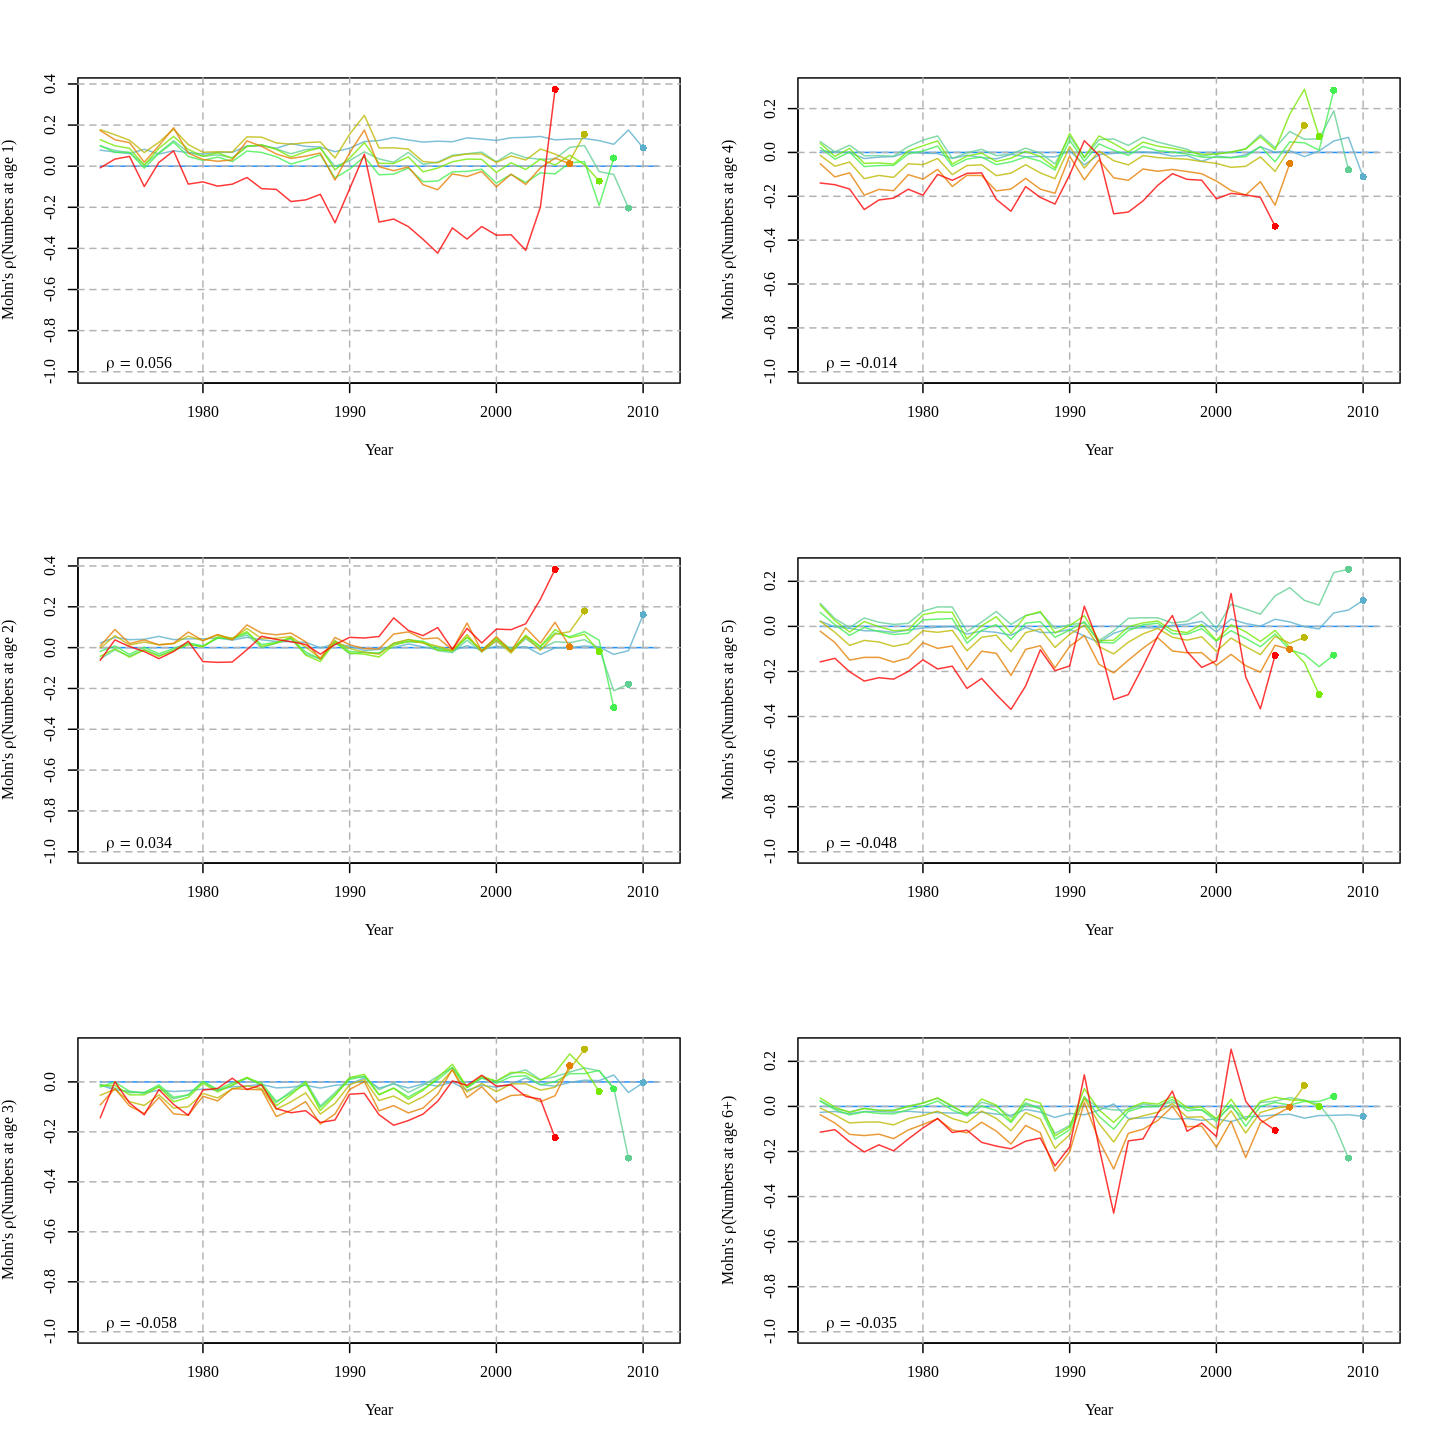 Mohn's ρ(Numbers at age 1)
0.4
0.2
0.0
-0.2
-0.4
-0.6
-0.8
-1.0
ρ = 0.056
1980 1990 2000 2010
Year
Mohn's ρ(Numbers at age 4)
0.2
0.0
-0.2
-0.4
-0.6
-0.8
-1.0
ρ = -0.014
1980 1990 2000 2010
Year
Mohn's ρ(Numbers at age 2)
0.4
0.2
0.0
-0.2
-0.4
-0.6
-0.8
-1.0
ρ = 0.034
1980 1990 2000 2010
Year
Mohn's ρ(Numbers at age 5)
0.2
0.0
-0.2
-0.4
-0.6
-0.8
-1.0
ρ = -0.048
1980 1990 2000 2010
Year
Mohn's ρ(Numbers at age 3)
0.0
-0.2
-0.4
-0.6
-0.8
-1.0
ρ = -0.058
1980 1990 2000 2010
Year
Mohn's ρ(Numbers at age 6+)
0.2
0.0
-0.2
-0.4
-0.6
-0.8
-1.0
ρ = -0.035
1980 1990 2000 2010
Year